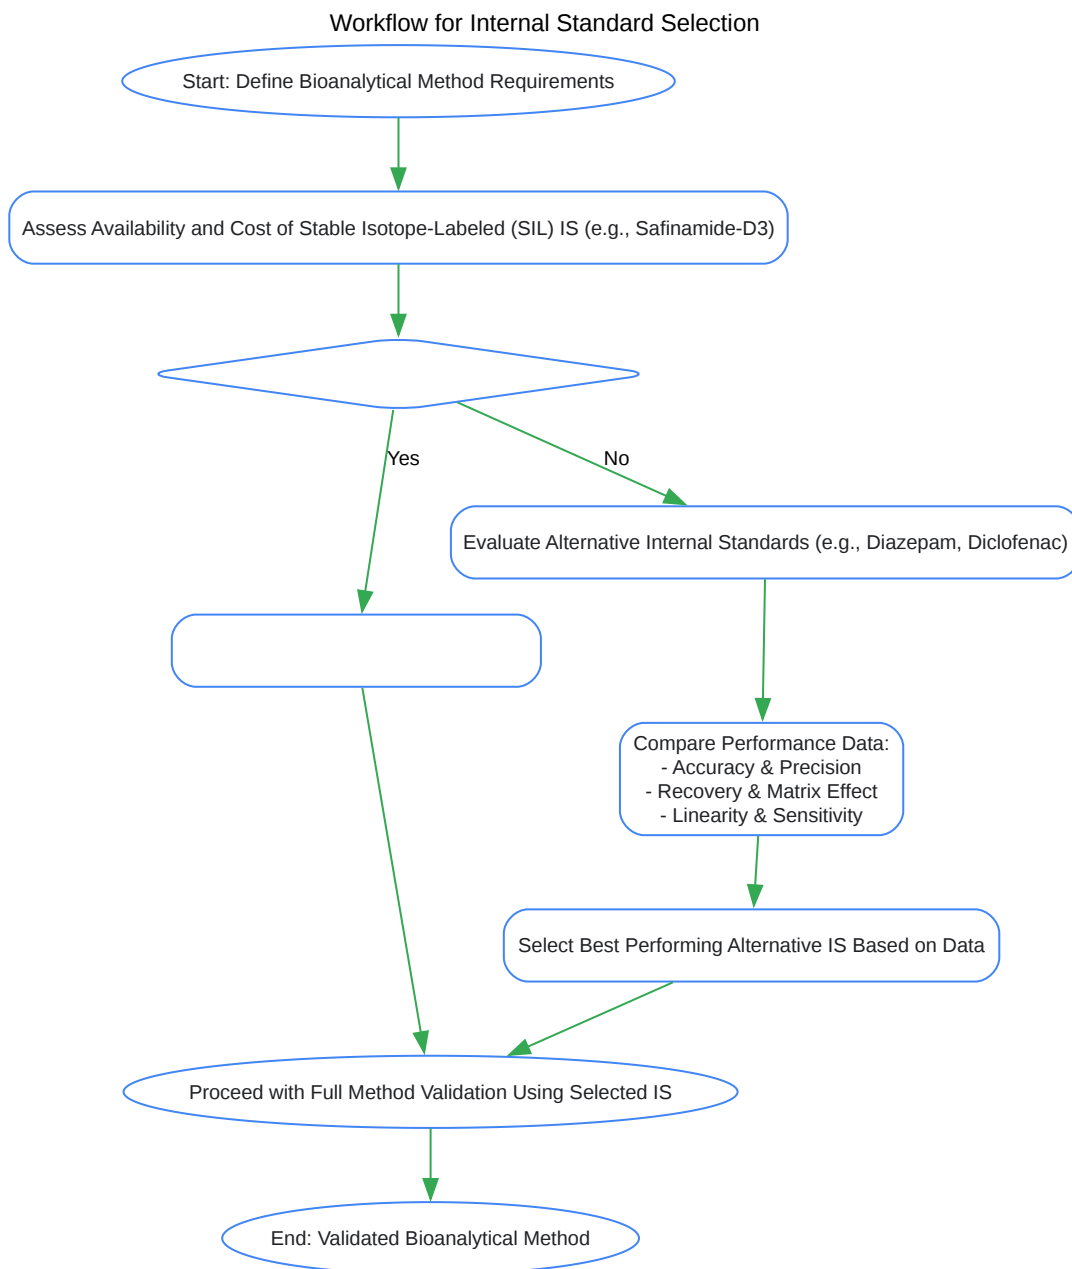 Workflow for Internal Standard Selection
Start: Define Bioanalytical Method Requirements
Assess Availability and Cost of Stable Isotope-Labeled (SIL) IS (e.g., Safinamide-D3)
Yes
No
Evaluate Alternative Internal Standards (e.g., Diazepam, Diclofenac)
Compare Performance Data:
- Accuracy & Precision
- Recovery & Matrix Effect
- Linearity & Sensitivity
Select Best Performing Alternative IS Based on Data
Proceed with Full Method Validation Using Selected IS
End: Validated Bioanalytical Method